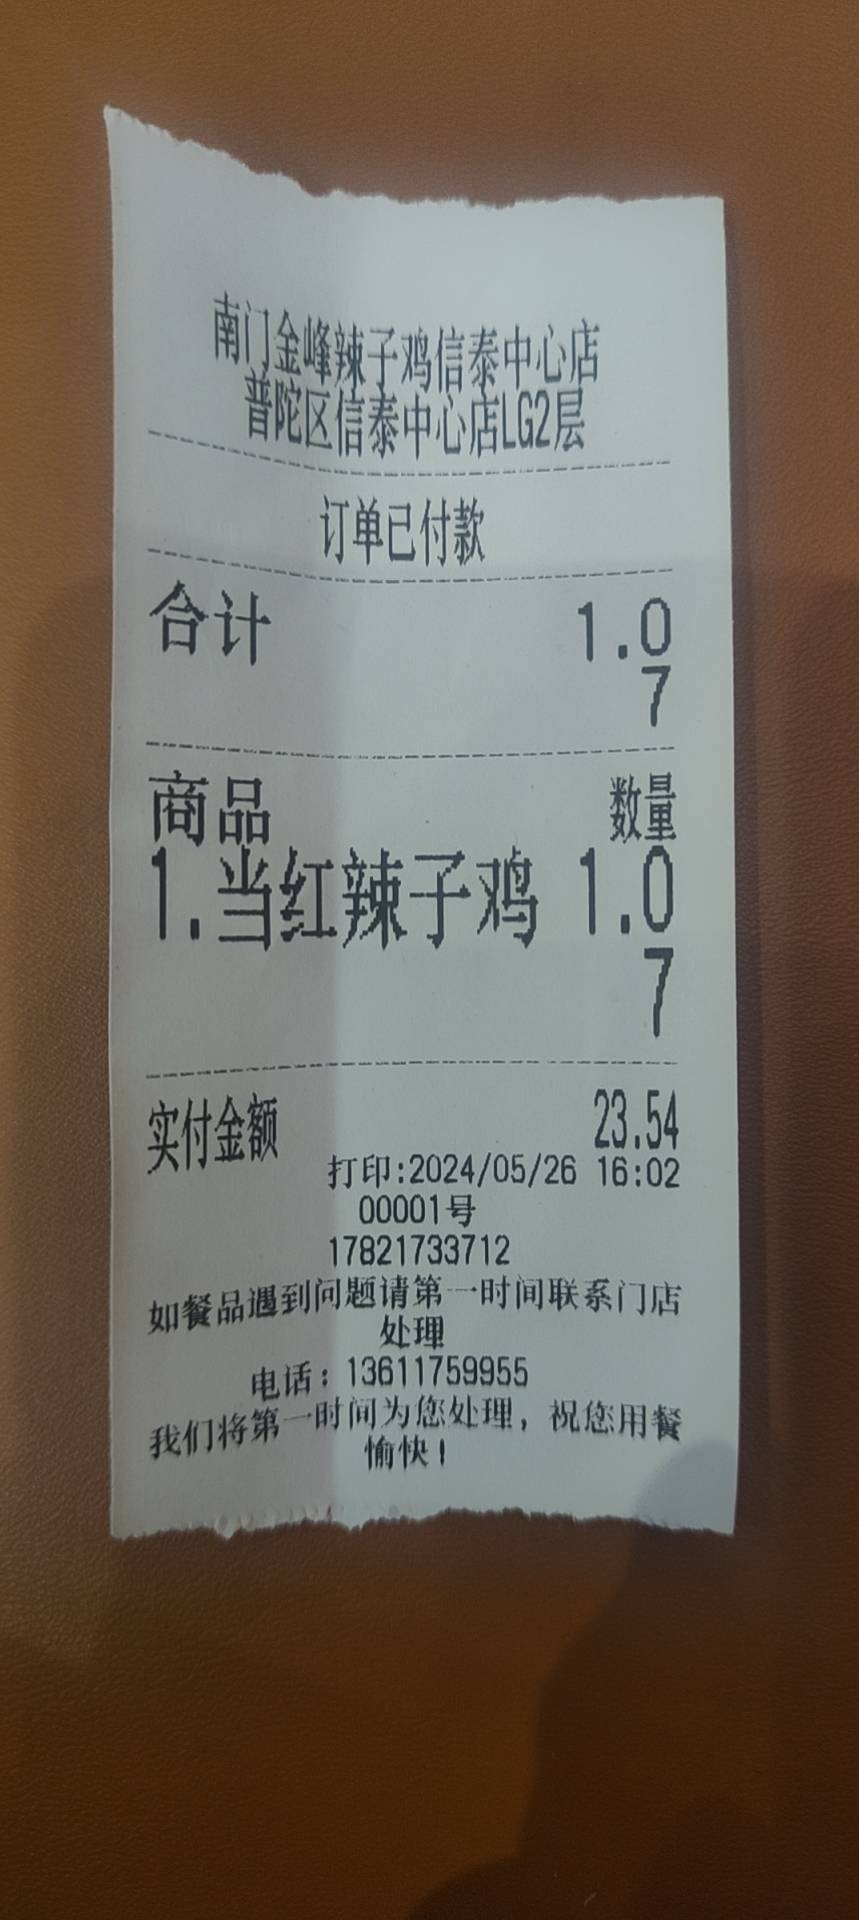 南门金峰辣子鸡信泰中心店
普陀区信泰中心店LG2层
订单已付款
合计 1.0
7
商品 数量
1.当红辣子鸡 1.0
7
实付金额 23.54
打印:2024/05/26 16:02
00001号
17821733712
如餐品遇到问题请第一时间联系门店
处理
电话：13611759955
我们将第一时间为您处理，祝您用餐
愉快！